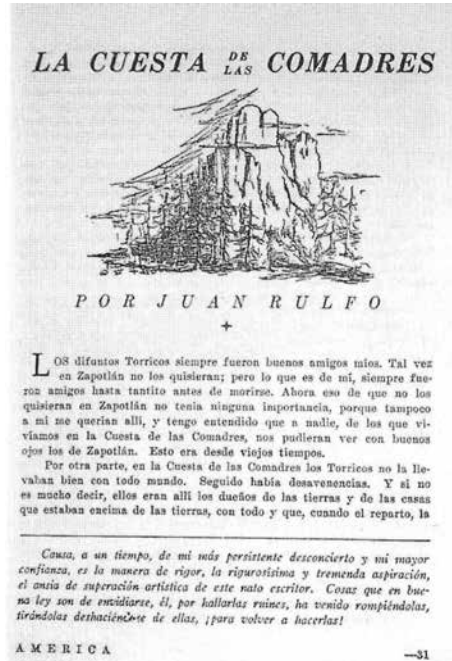 LA CUESTA DE LAS COMADRES
POR JUAN RULFO
LOS difuntos Torricos siempre fueron buenos amigos mios. Tal vez
en Zapotlán no los quisieran; pero lo que es de mí, siempre fue-
ron amigos hasta tantito antes de morirse. Ahora eso de que no los
quisieran en Zapotlán no tenía ninguna importancia, porque tampoco
a mi me querían allí, y tengo entendido que a nadie, de los que vi-
víamos en la Cuesta de las Comadres, nos pudieran ver con buenos
ojos los de Zapotlán. Esto era desde viejos tiempos.
Por otra parte, en la Cuesta de las Comadres los Torricos no la lle-
vaban bien con todo mundo. Seguido había desavenencias. Y si no
es mucho decir, ellos eran allí los dueños de las tierras y de las casas
que estaban encima de las tierras, con todo y que, cuando el reparto, la
Causa, a un tiempo, de mi más persistente desconcierto y mi mayor
confianza, es la manera de rigor, la rigurosísima y tremenda aspiración,
el ansia de superación artística de este nato escritor. Cosas que en bue-
na ley son de envidiarse, él, por hallarlas ruines, ha venido rompiéndolas,
tirándolas deshaciéndose de ellas, ¡para volver a hacerlas!
AMERICA
—31